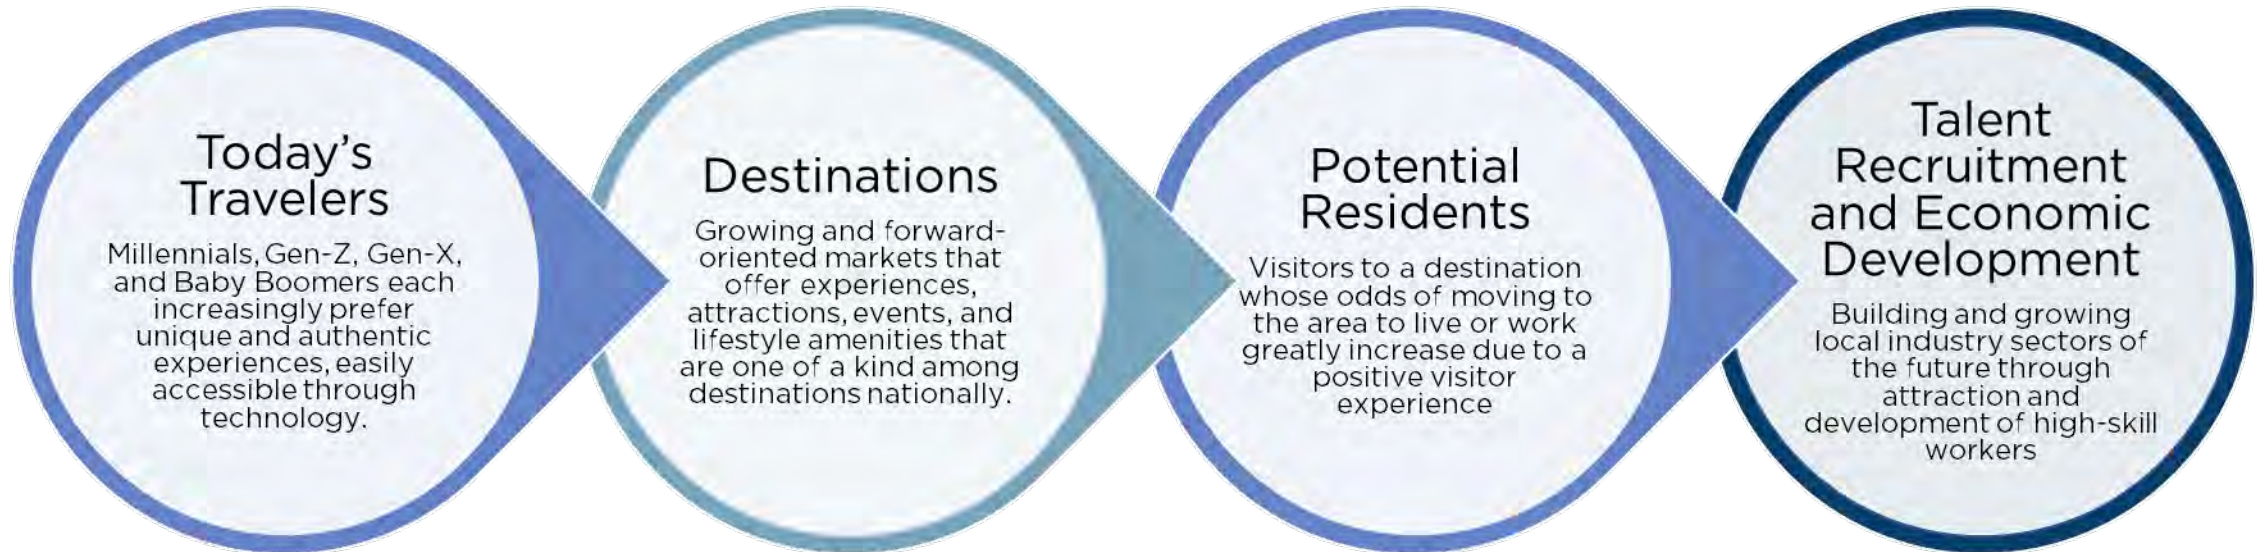 Today's
Travelers
Millennials, Gen-Z, Gen-X,
and Baby Boomers each
increasingly prefer
unique and authentic
experiences, easily
accessible through
technology.
Destinations
Growing and forward-
oriented markets that
offer experiences,
attractions, events, and
lifestyle amenities that
are one of a kind among
destinations nationally.
Potential
Residents
Visitors to a destination
whose odds of moving to
the area to live or work
greatly increase due to a
positive visitor
experience
Talent
Recruitment
and Economic
Development
Building and growing
local industry sectors of
the future through
attraction and
development of high-skill
workers